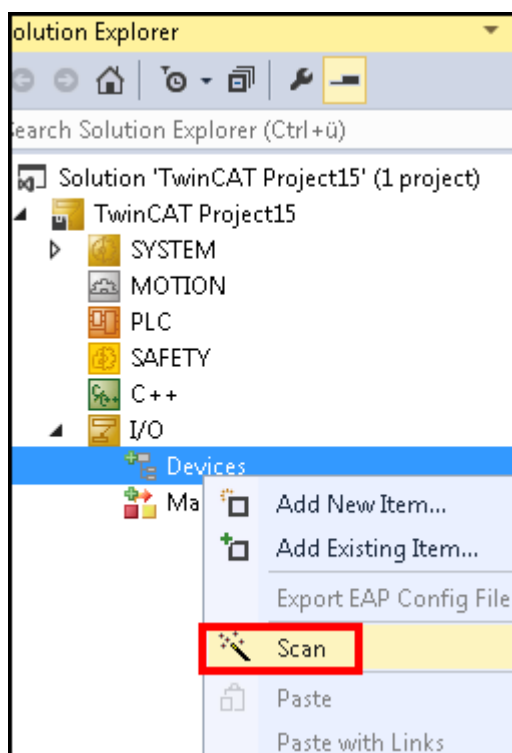 olution Explorer
earch Solution Explorer (Ctrl+ü)
Solution 'TwinCAT Project15' (1 project)
TwinCAT Project15
SYSTEM
MOTION
PLC
SAFETY
C++
I/O
Devices
Ma
Add New Item...
Add Existing Item...
Export EAP Config File
Scan
Paste
Paste with Links